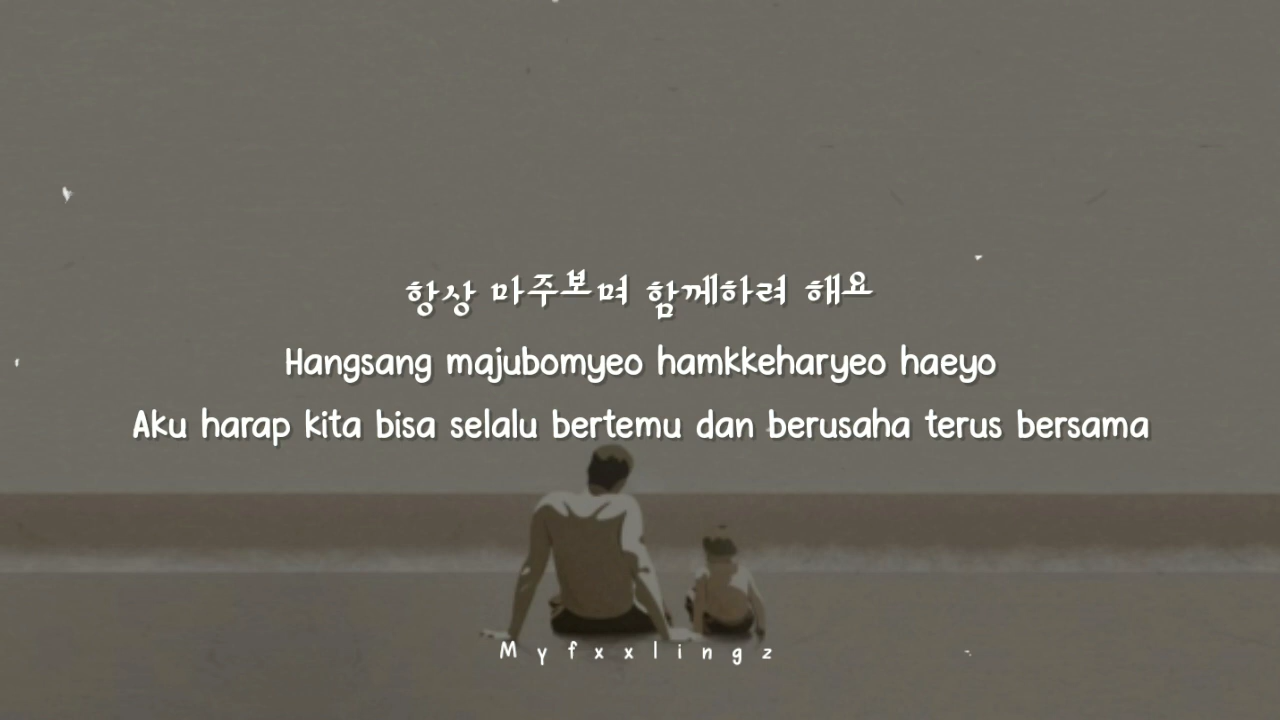 항상 마주보며 함께하려 해요
Hangsang majubomyeo hamkkeharyeo haeyo
Aku harap kita bisa selalu bertemu dan berusaha terus bersama
Myfxxlingz